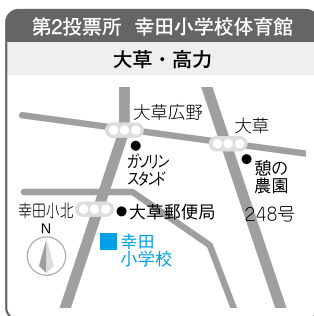 第2投票所 幸田小学校体育館
大草・高力
大草広野
大草
ガソリン
スタンド
憩の
農園
幸田小北
大草郵便局
248号
N
幸田
小学校